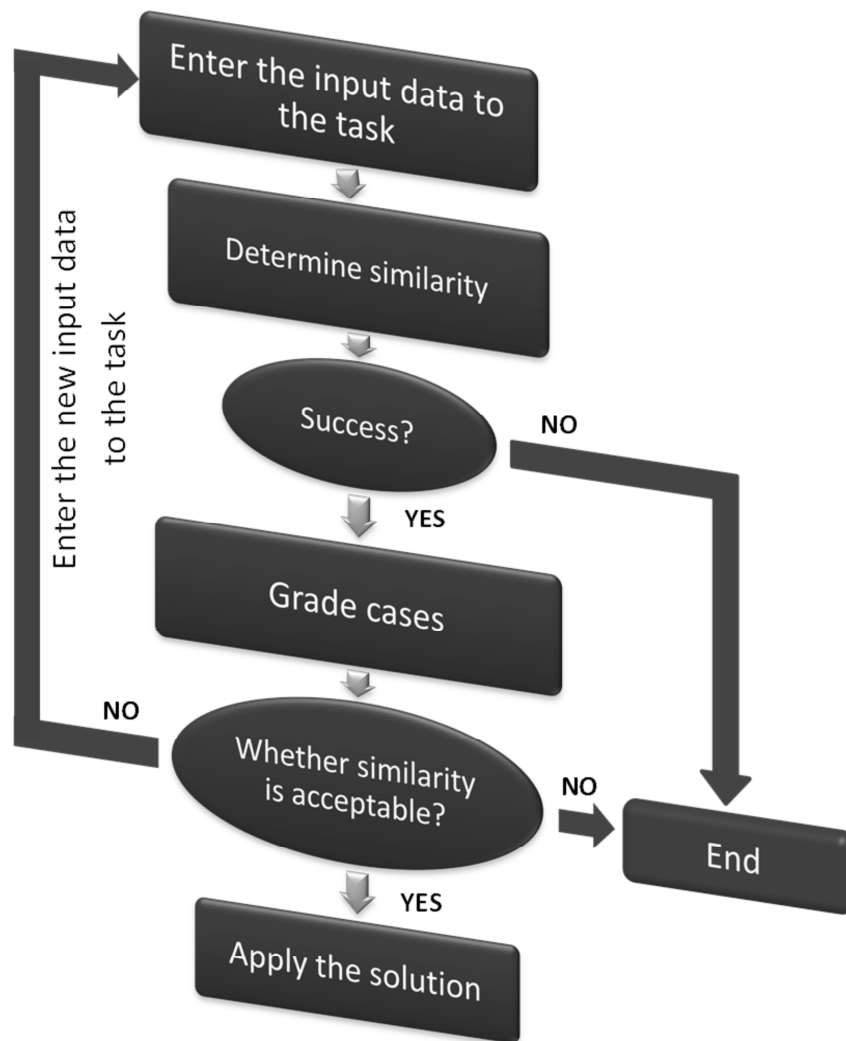 Enter the input data to
the task
Determine similarity
Success?
NO
YES
Enter the new input data
to the task
Grade cases
NO
Whether similarity
is acceptable?
NO
End
YES
Apply the solution